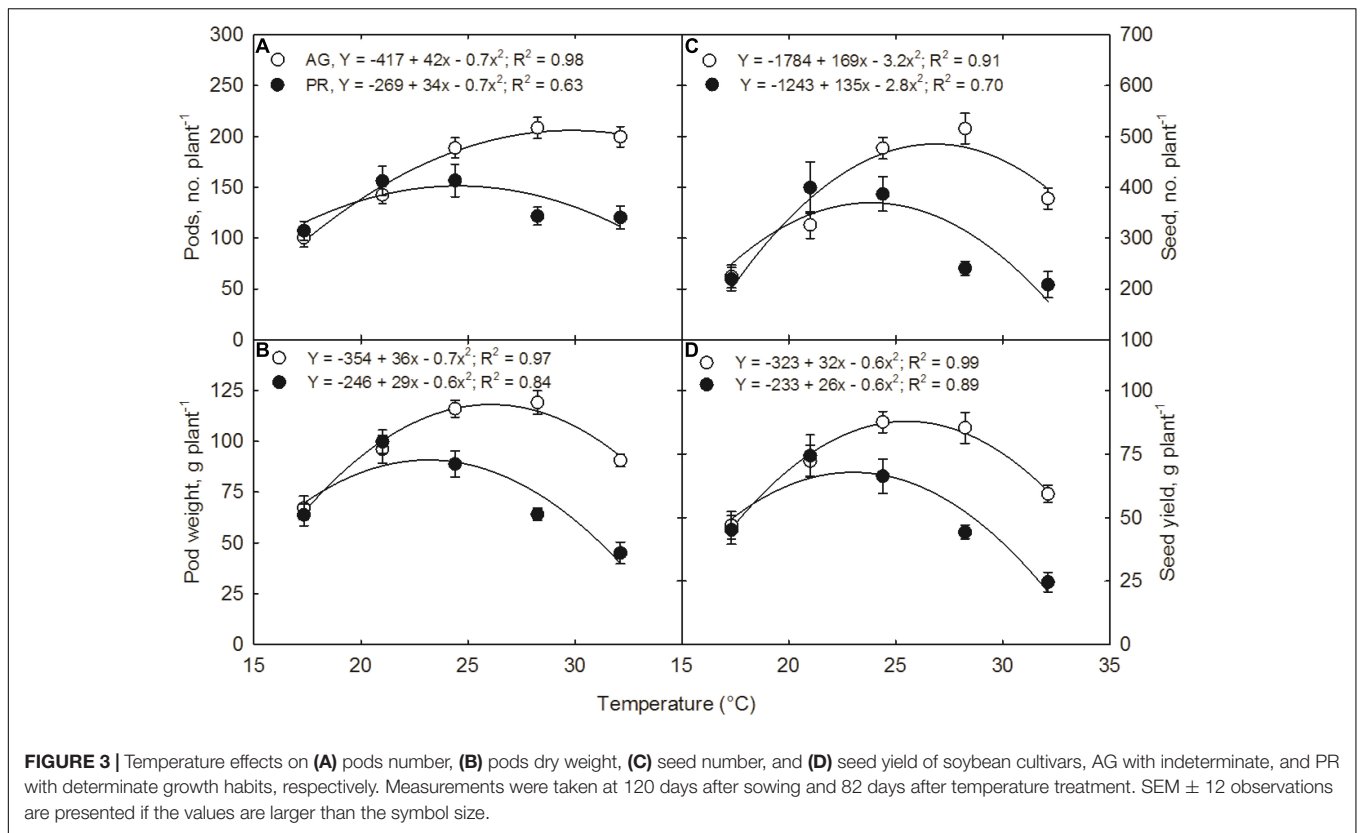 A
AG, Y = -417 + 42x - 0.7x²; R² = 0.98
PR, Y = -269 + 34x - 0.7x²; R² = 0.63
300
250
200
150
100
50
0
Pods, no. plant⁻¹
C
Y = -1784 + 169x - 3.2x²; R² = 0.91
Y = -1243 + 135x - 2.8x²; R² = 0.70
700
600
500
400
300
200
100
Seed, no. plant⁻¹
B
Y = -354 + 36x - 0.7x²; R² = 0.97
Y = -246 + 29x - 0.6x²; R² = 0.84
125
100
75
50
25
0
Pod weight, g plant⁻¹
D
Y = -323 + 32x - 0.6x²; R² = 0.99
Y = -233 + 26x - 0.6x²; R² = 0.89
100
75
50
25
0
Seed yield, g plant⁻¹
15 20 25 30 15 20 25 30 35
Temperature (°C)
FIGURE 3 | Temperature effects on (A) pods number, (B) pods dry weight, (C) seed number, and (D) seed yield of soybean cultivars, AG with indeterminate, and PR
with determinate growth habits, respectively. Measurements were taken at 120 days after sowing and 82 days after temperature treatment. SEM ± 12 observations
are presented if the values are larger than the symbol size.